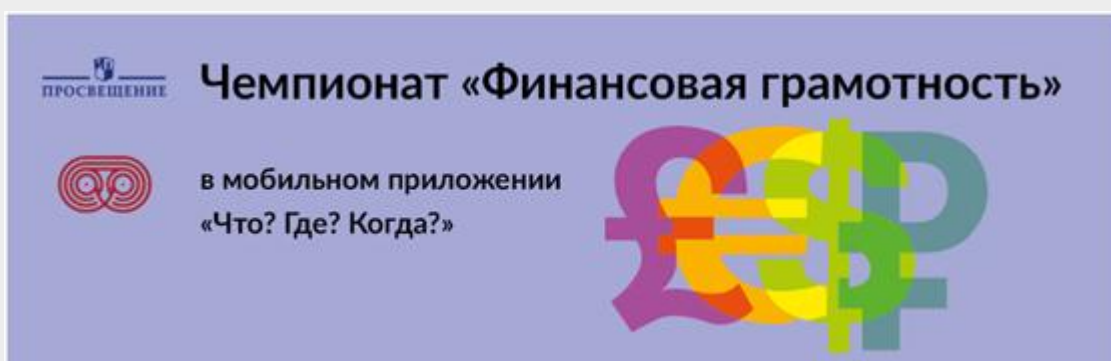 ПРОСВЕЩЕНИЕ
Чемпионат «Финансовая грамотность»
в мобильном приложении
«Что? Где? Когда?»